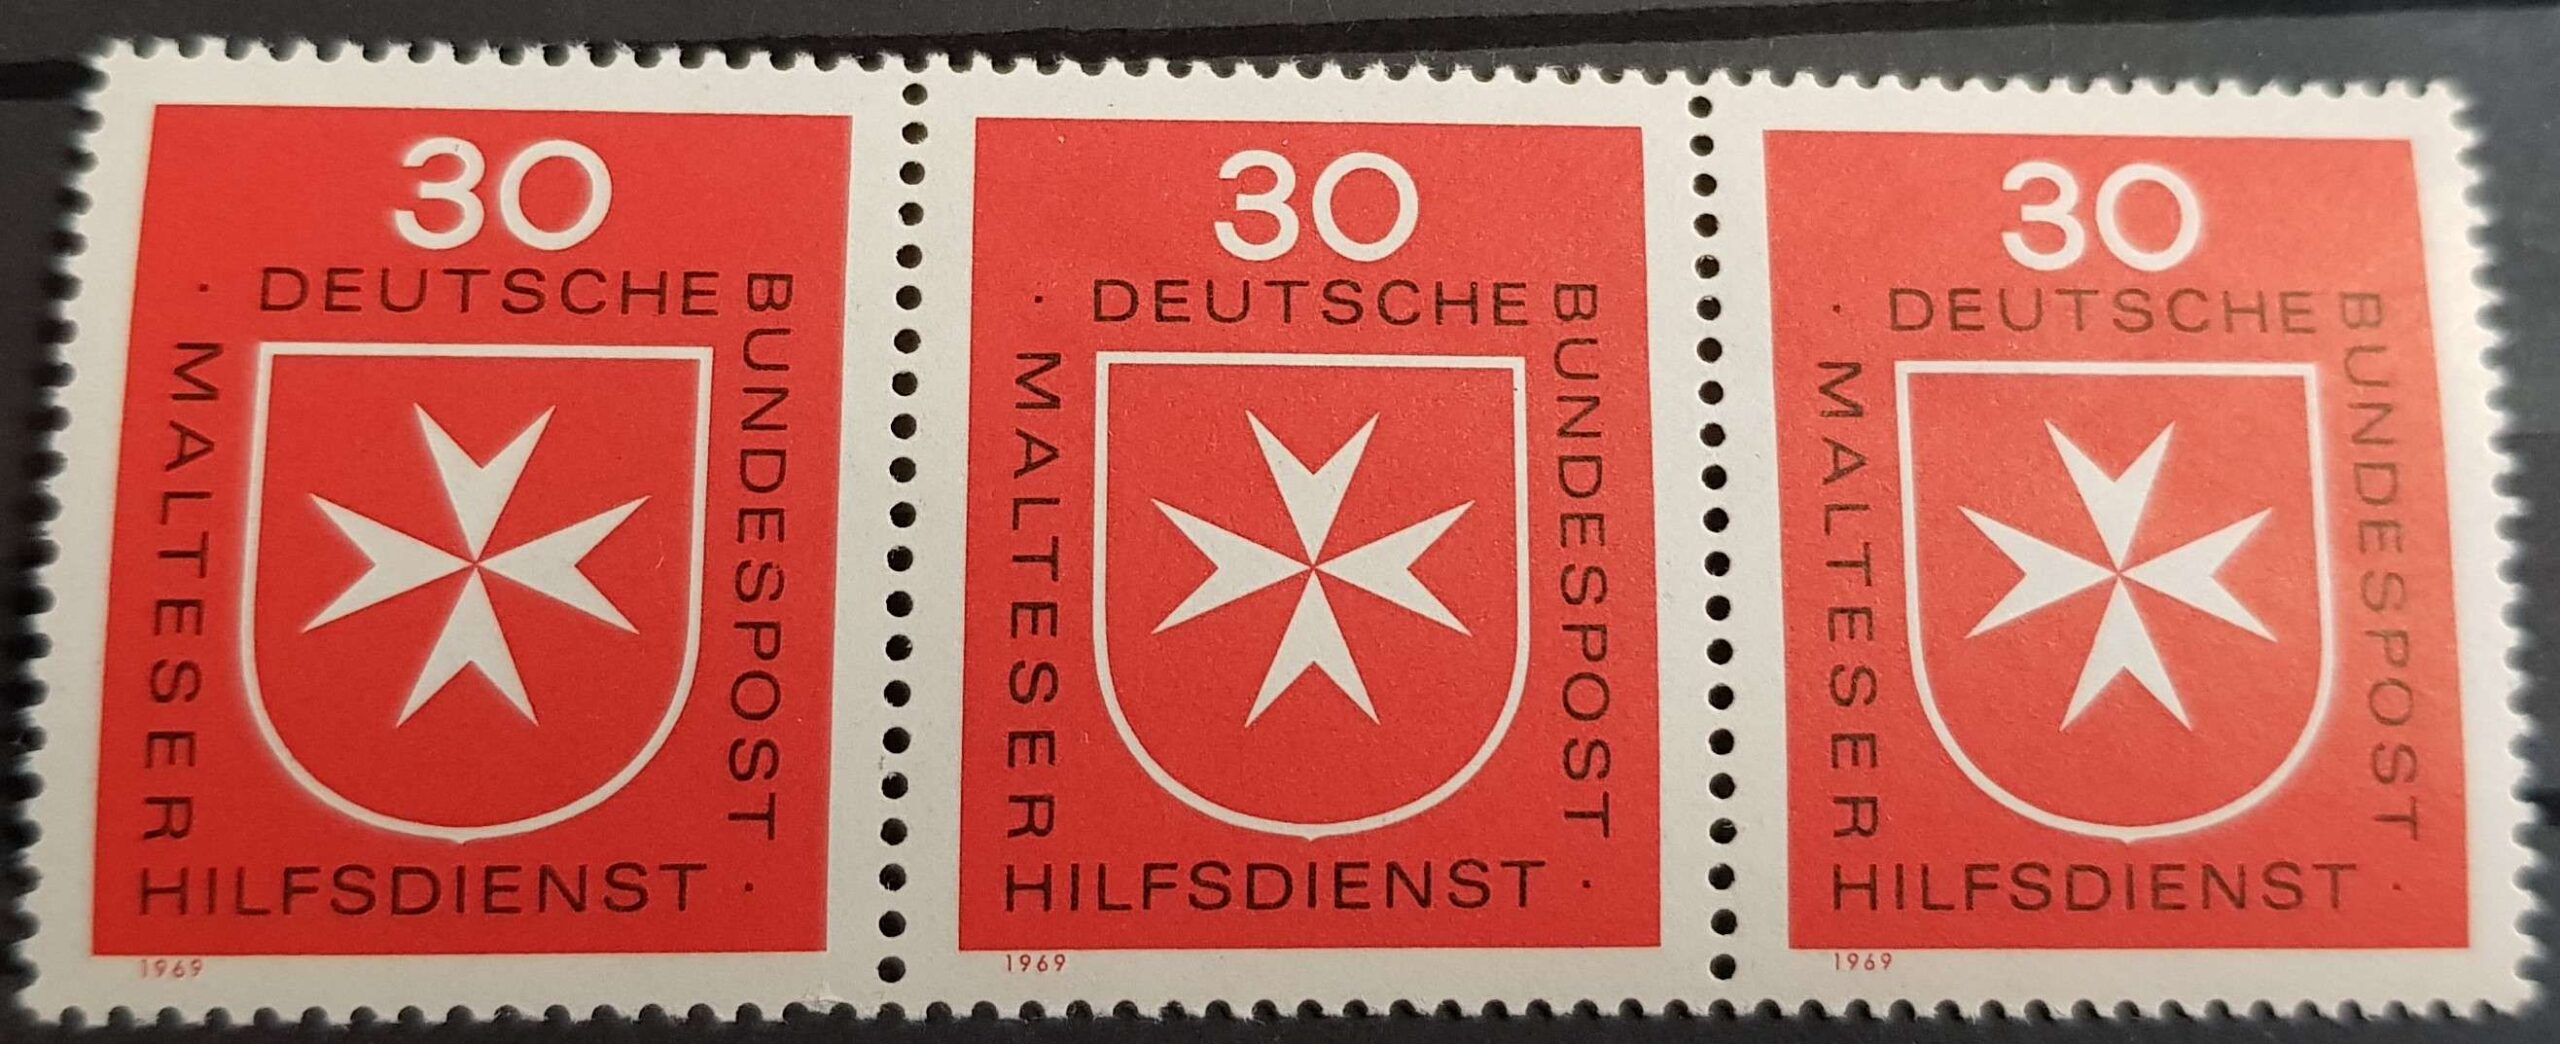 30
· DEUTSCHE
BUNDESPOST
MALTESER
HILFSDIENST ·
1969
30
· DEUTSCHE
BUNDESPOST
MALTESER
HILFSDIENST ·
1969
30
· DEUTSCHE
BUNDESPOST
MALTESER
HILFSDIENST ·
1969